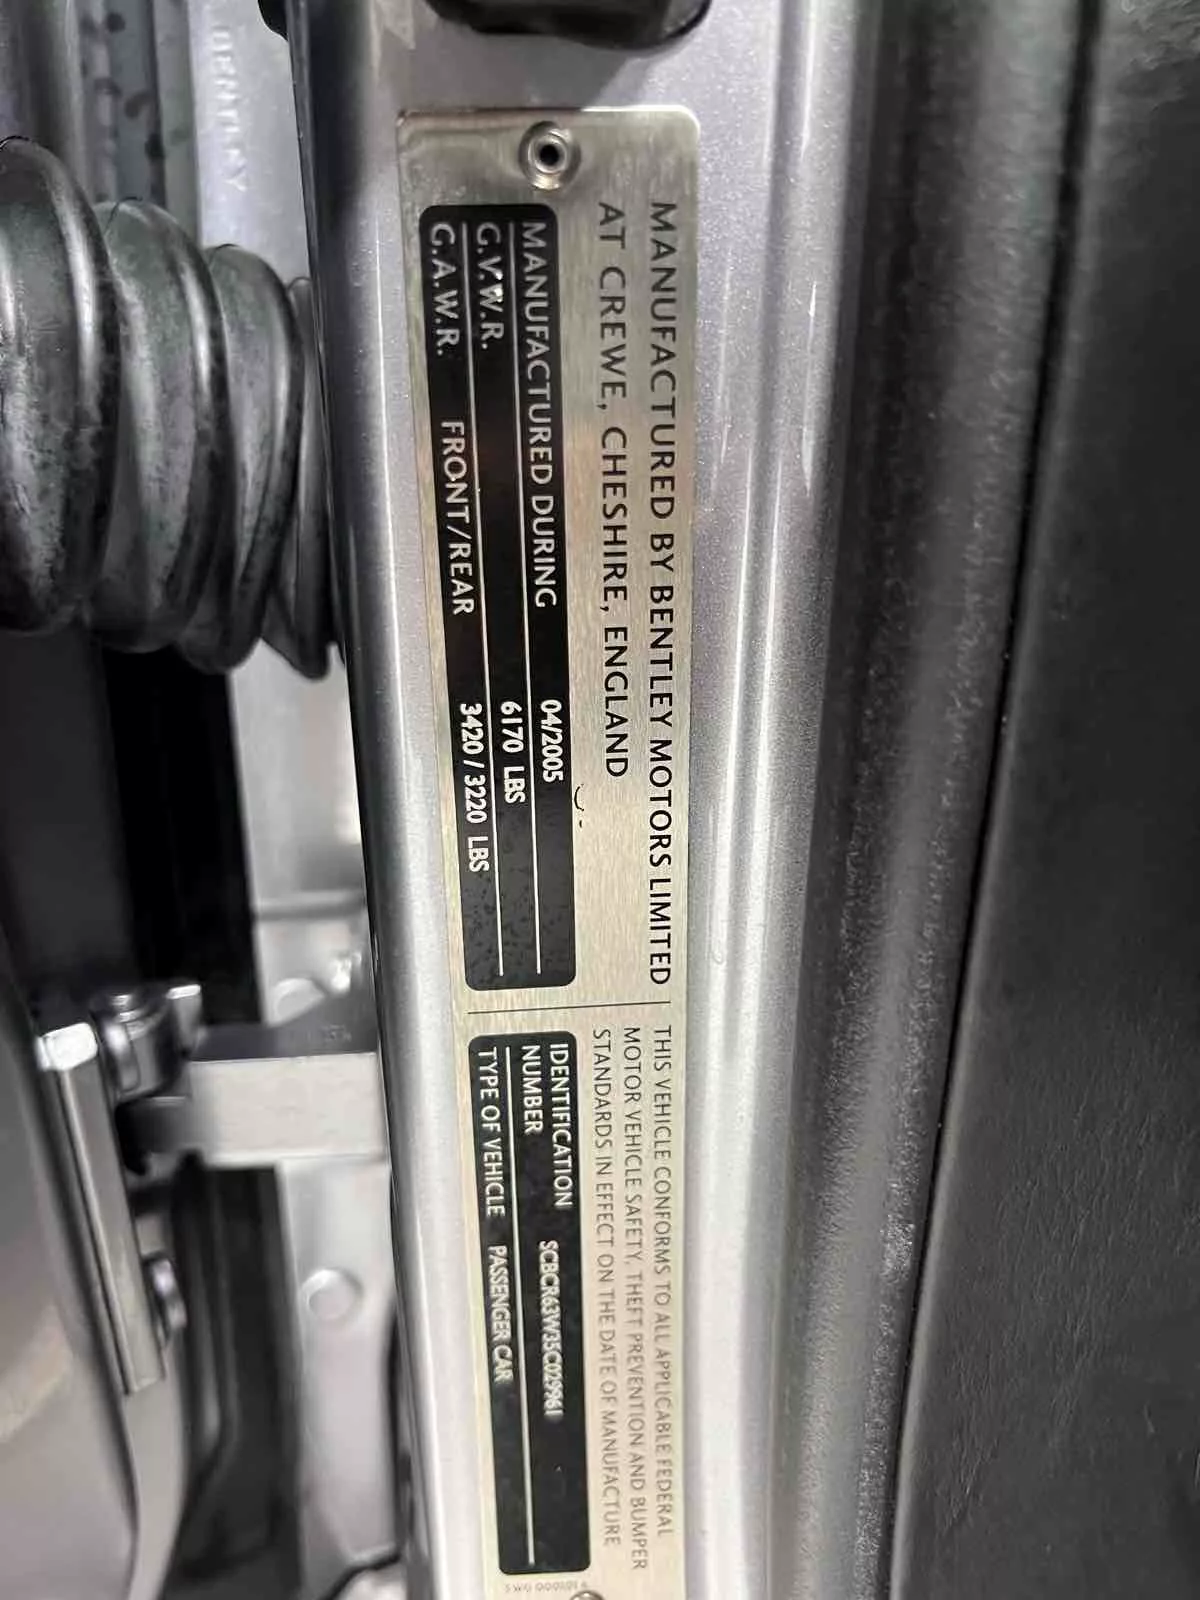 BENTLEY
MANUFACTURED BY BENTLEY MOTORS LIMITED
AT CREWE, CHESHIRE, ENGLAND
MANUFACTURED DURING 04/2005
G.V.W.R. 6170 LBS
G.A.W.R. FRONT/REAR 3420 / 3220 LBS
THIS VEHICLE CONFORMS TO ALL APPLICABLE FEDERAL
MOTOR VEHICLE SAFETY, THEFT PREVENTION AND BUMPER
STANDARDS IN EFFECT ON THE DATE OF MANUFACTURE
IDENTIFICATION
NUMBER SCBCR63W35C029861
TYPE OF VEHICLE PASSENGER CAR